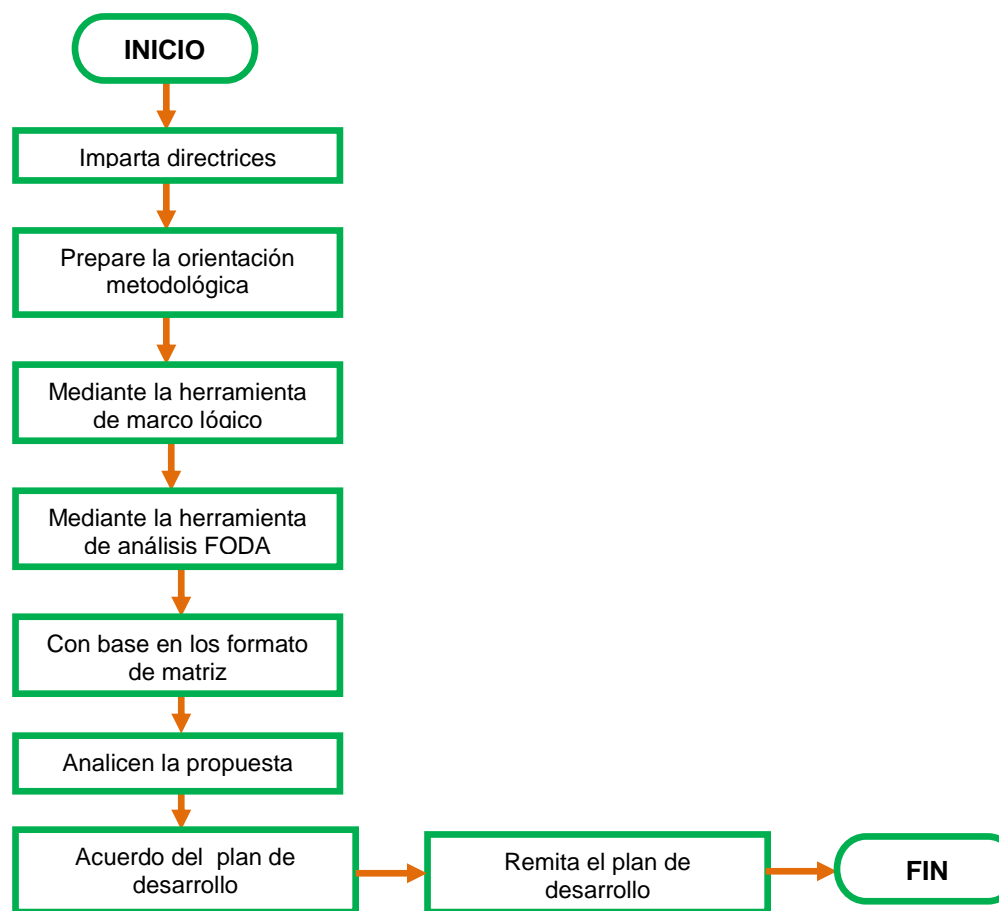 INICIO
Imparta directrices
Prepare la orientación
metodológica
Mediante la herramienta
de marco lógico
Mediante la herramienta
de análisis FODA
Con base en los formato
de matriz
Analicen la propuesta
Acuerdo del plan de
desarrollo
Remita el plan de
desarrollo
FIN